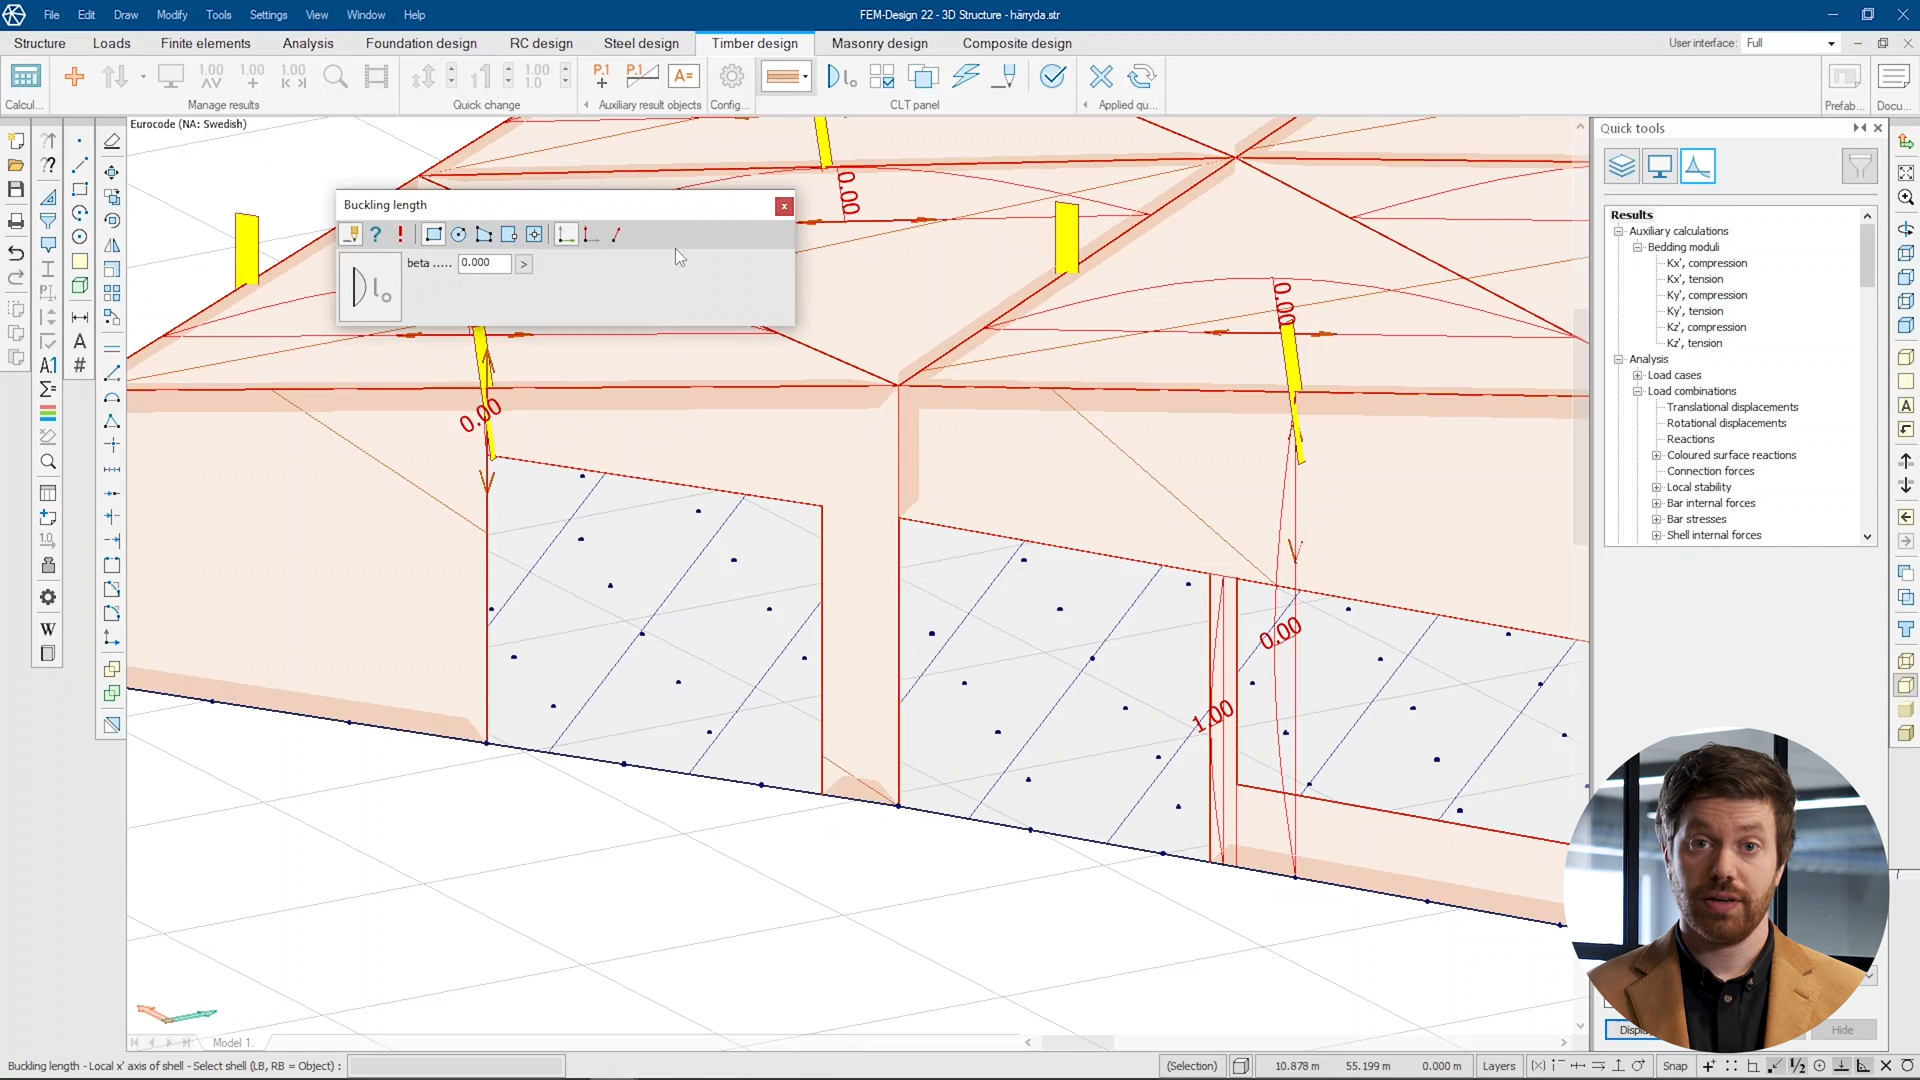 File Edit Draw Modify Tools Settings View Window Help
FEM-Design 22 - 3D Structure - härryda.str
Structure Loads Finite elements Analysis Foundation design RC design Steel design Timber design Masonry design Composite design
User interface: Full
Calcul... Manage results Quick change Auxiliary result objects Config... CLT panel Applied qu... Prefab... Docu...
Eurocode (NA: Swedish)
Quick tools
Buckling length
beta ..... 0.000 >
Results
Auxiliary calculations
Bedding moduli
Kx', compression
Kx', tension
Ky', compression
Ky', tension
Kz', compression
Kz', tension
Analysis
Load cases
Load combinations
Translational displacements
Rotational displacements
Reactions
Coloured surface reactions
Connection forces
Local stability
Bar internal forces
Bar stresses
Shell internal forces
0.00
0.00
0.00
0.00
1.00
Hide
Model 1.
Buckling length - Local x' axis of shell - Select shell (LB, RB = Object) :
(Selection) 10.878 m 55.199 m 0.000 m Layers Snap